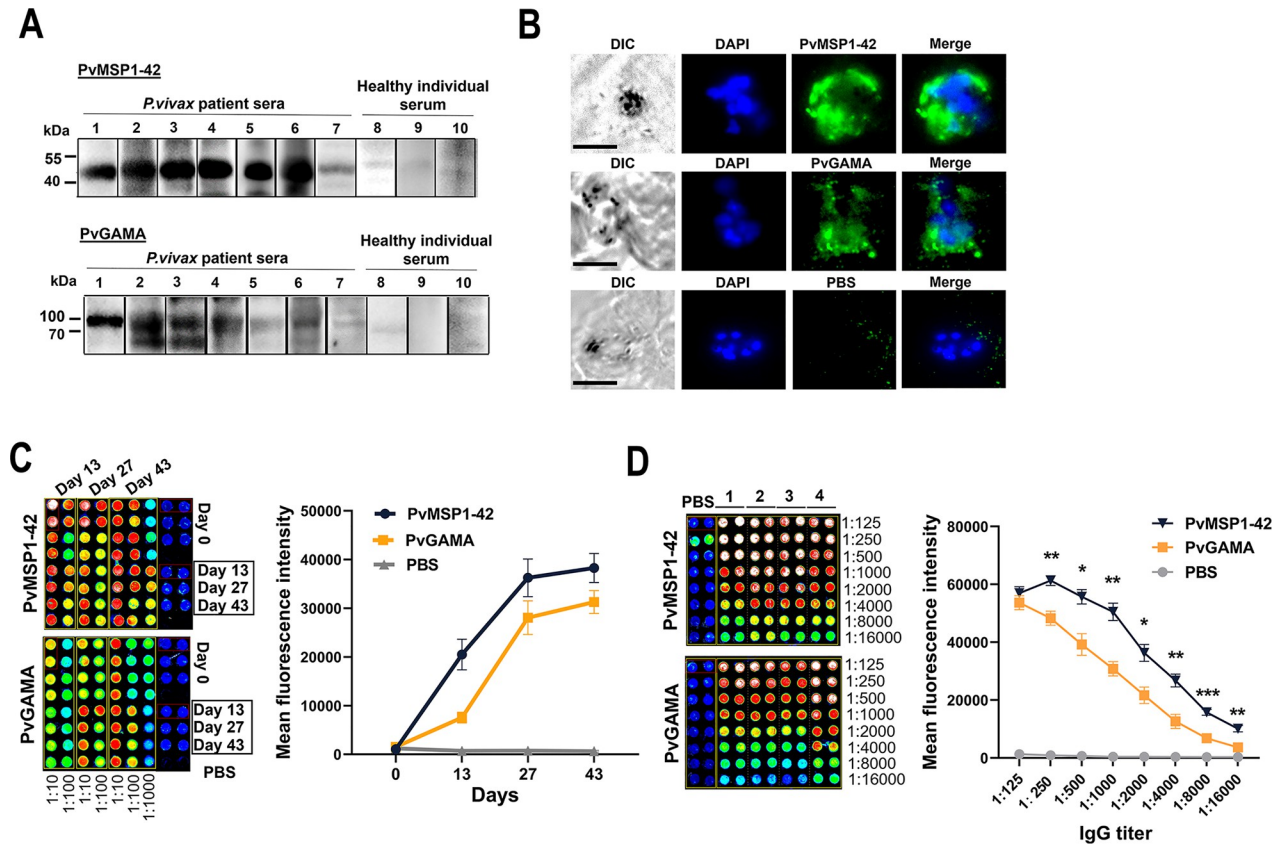 A
PvMSP1-42
P.vivax patient sera
Healthy individual
serum
kDa
1 2 3 4 5 6 7 8 9 10
55
40
PvGAMA
P.vivax patient sera
Healthy individual
serum
kDa
1 2 3 4 5 6 7 8 9 10
100
70
B
DIC DAPI PvMSP1-42 Merge
DIC DAPI PvGAMA Merge
DIC DAPI PBS Merge
C
Day 13
Day 27
Day 43
PvMSP1-42
Day 0
Day 13
Day 27
Day 43
PvGAMA
Day 0
Day 13
Day 27
Day 43
PBS
1:10
1:100
1:10
1:100
1:10
1:100
1:1000
Mean fluorescence intensity
50000
40000
30000
20000
10000
0
PvMSP1-42
PvGAMA
PBS
0 13 27 43
Days
D
PBS 1 2 3 4
PvMSP1-42
1:125
1:250
1:500
1:1000
1:2000
1:4000
1:8000
1:16000
PvGAMA
1:125
1:250
1:500
1:1000
1:2000
1:4000
1:8000
1:16000
Mean fluorescence intensity
80000
60000
40000
20000
0
PvMSP1-42
PvGAMA
PBS
** * ** * ** *** **
1:125
1: 250
1:500
1:1000
1:2000
1:4000
1:8000
1:16000
IgG titer